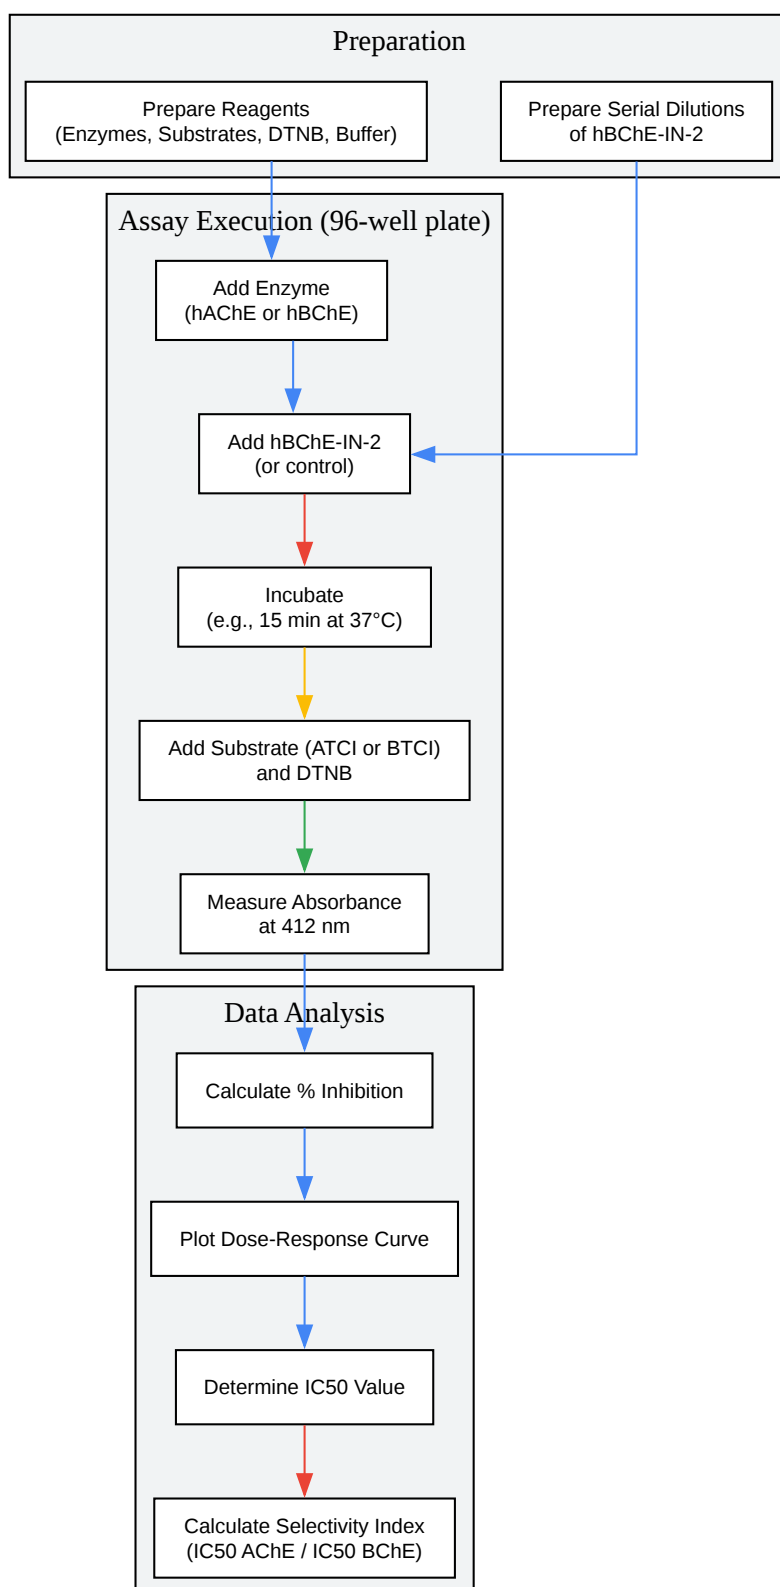 Preparation
Prepare Reagents
(Enzymes, Substrates, DTNB, Buffer)
Prepare Serial Dilutions
of hBChE-IN-2
Assay Execution (96-well plate)
Add Enzyme
(hAChE or hBChE)
Add hBChE-IN-2
(or control)
Incubate
(e.g., 15 min at 37°C)
Add Substrate (ATCI or BTCI)
and DTNB
Measure Absorbance
at 412 nm
Data Analysis
Calculate % Inhibition
Plot Dose-Response Curve
Determine IC50 Value
Calculate Selectivity Index
(IC50 AChE / IC50 BChE)